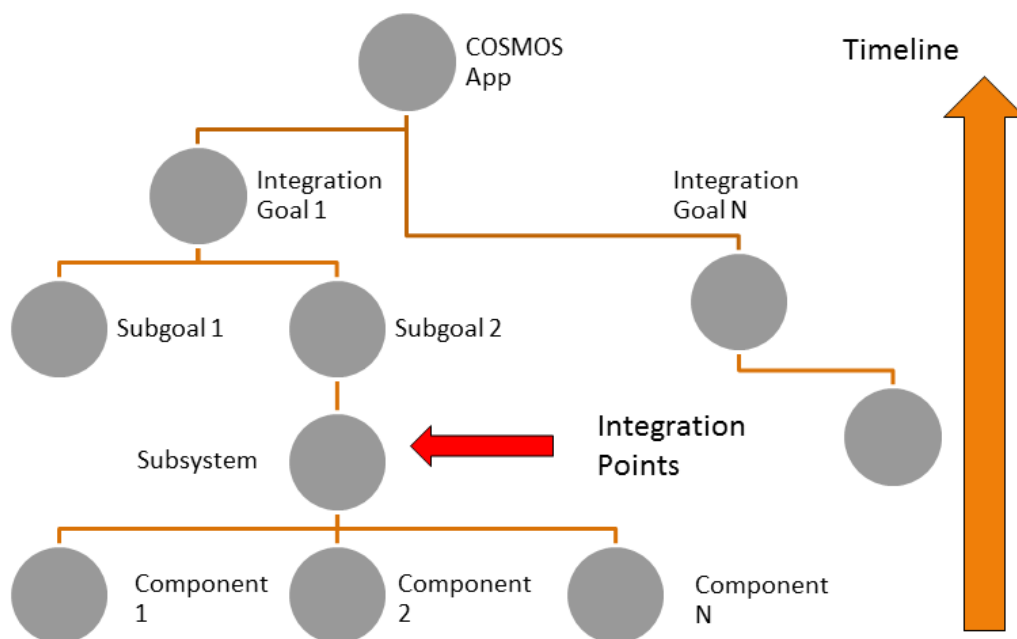 COSMOS
App
Timeline
Integration
Goal 1
Integration
Goal N
Subgoal 1
Subgoal 2
Subsystem
Integration
Points
Component
1
Component
2
Component
N